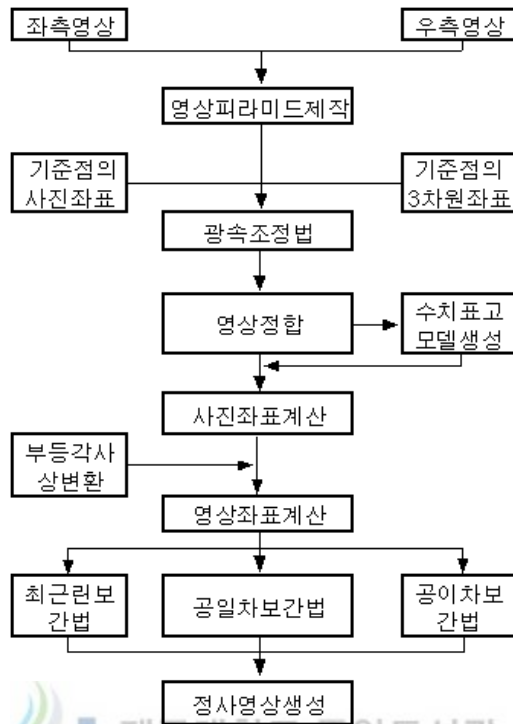 좌측영상
우측영상
영상피라미드제작
기준점의
사진좌표
기준점의
3차원좌표
광속조정법
영상정합
수치표고
모델생성
사진좌표계산
부등각사
상변환
영상좌표계산
최근린보
간법
공일차보간법
공이차보
간법
정사영상생성